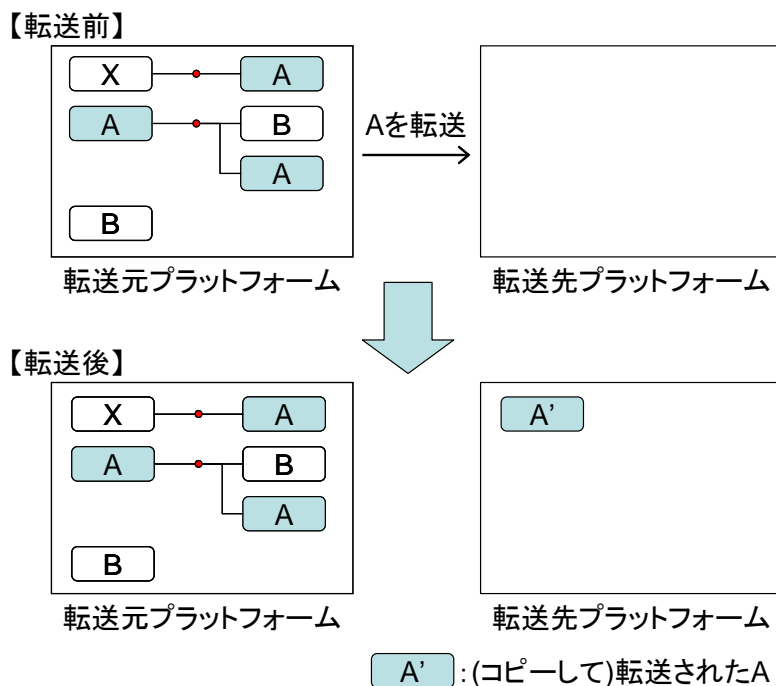 【転送前】
X
A
A
B
A
B
Aを転送
転送元プラットフォーム
転送先プラットフォーム
【転送後】
X
A
A
B
A
B
A’
転送元プラットフォーム
転送先プラットフォーム
A’ :(コピーして)転送されたA